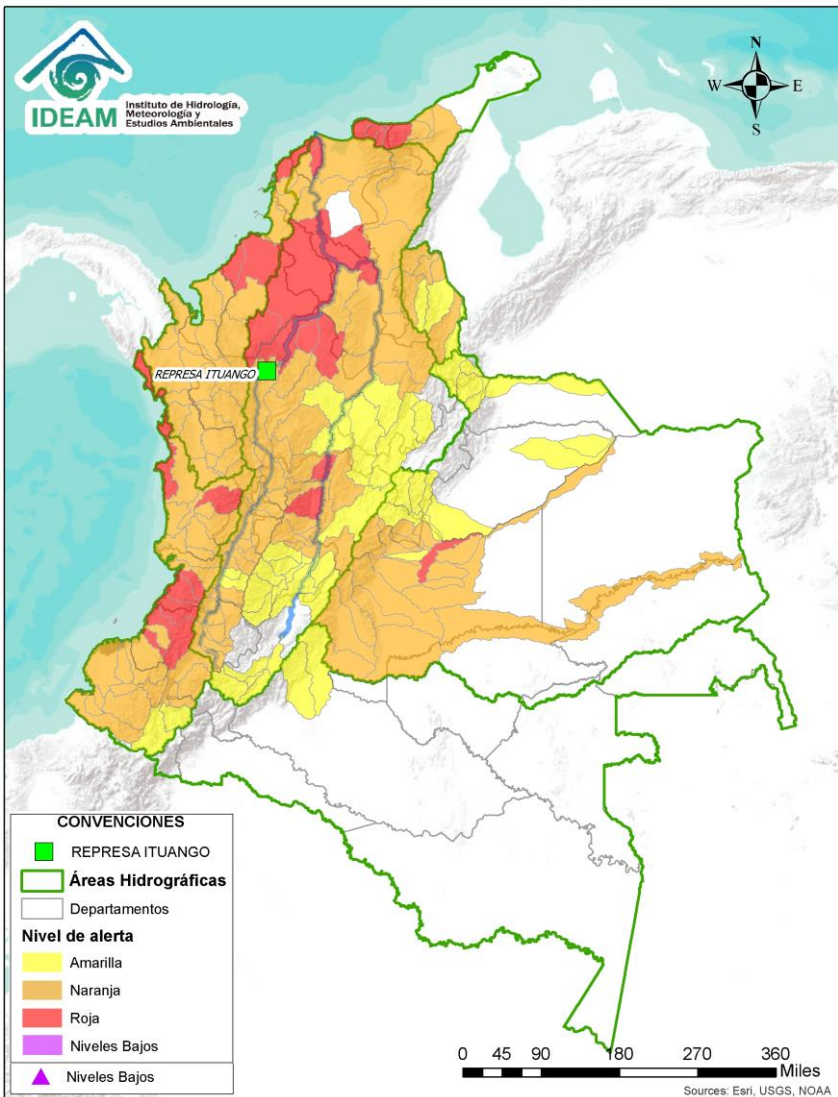 IDEAM
Instituto de Hidrología,
Meteorología y
Estudios Ambientales
N
W
E
S
REPRESA ITUANGO
CONVENCIONES
REPRESA ITUANGO
Áreas Hidrográficas
Departamentos
Nivel de alerta
Amarilla
Naranja
Roja
Niveles Bajos
Niveles Bajos
0 45 90 180 270 360
Miles
Sources: Esri, USGS, NOAA